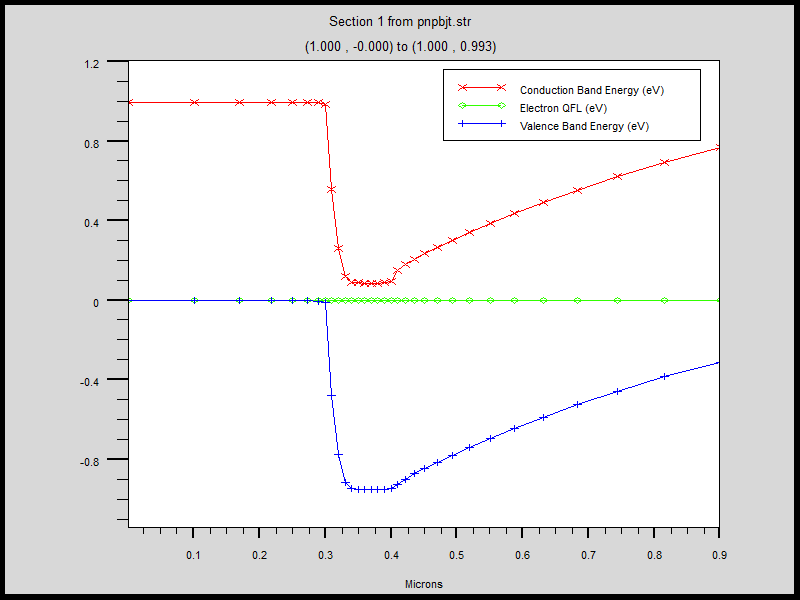 Section 1 from pnpbjt.str
(1.000 , -0.000) to (1.000 , 0.993)
Conduction Band Energy (eV)
Electron QFL (eV)
Valence Band Energy (eV)
1.2
0.8
0.4
0
-0.4
-0.8
0.1 0.2 0.3 0.4 0.5 0.6 0.7 0.8 0.9
Microns